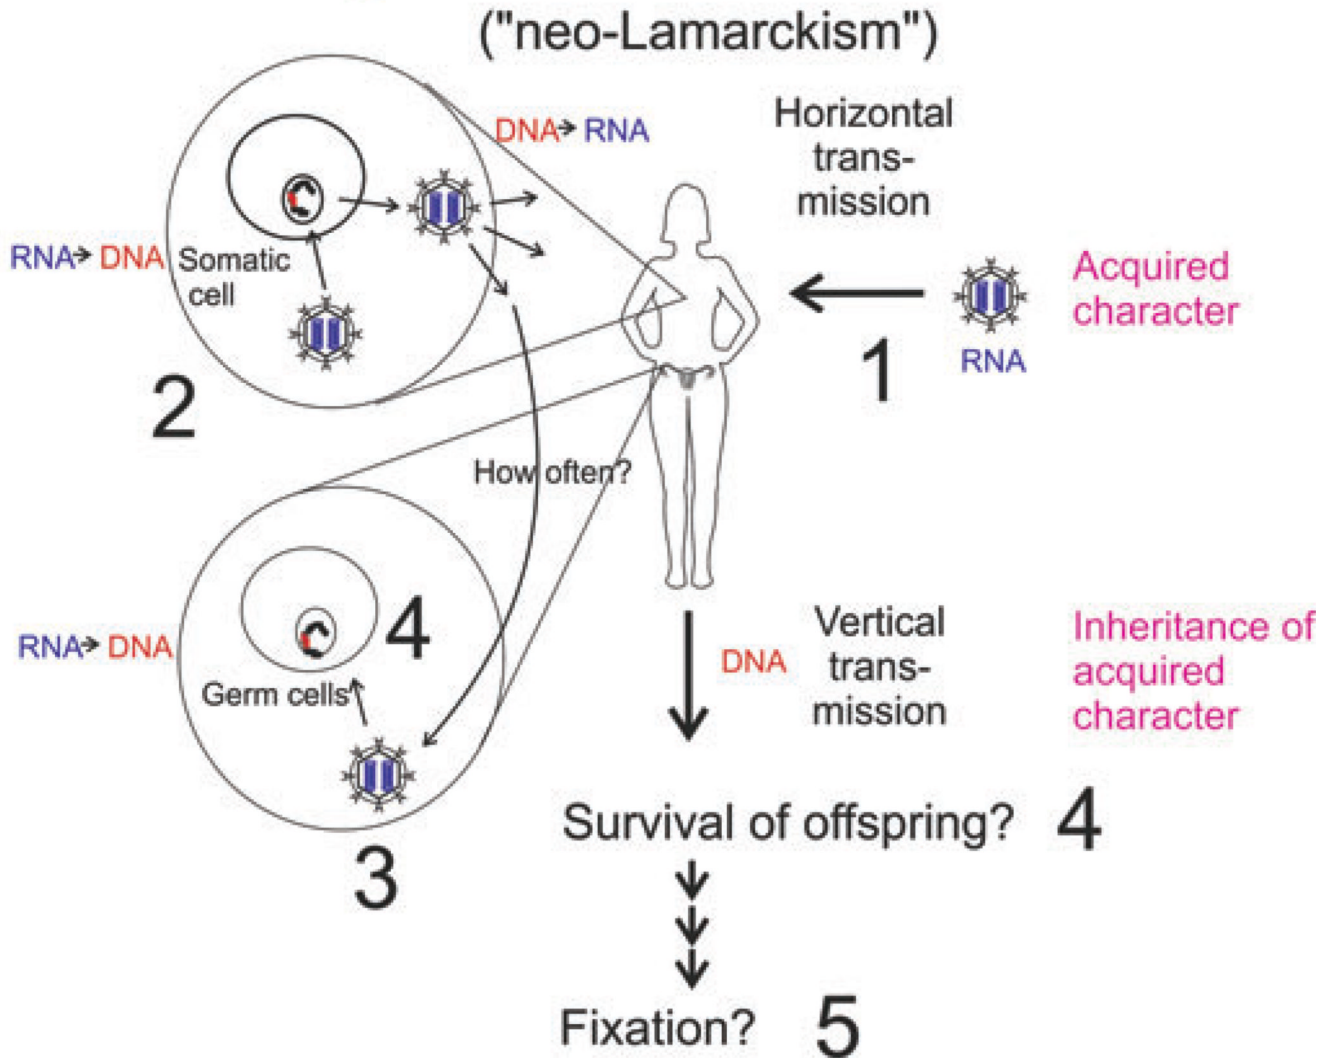 ("neo-Lamarckism")
DNA→ RNA
Horizontal
trans-
mission
RNA→ DNA
Somatic
cell
Acquired
character
1
RNA
2
How often?
4
RNA→ DNA
Germ cells
3
DNA
Vertical
trans-
mission
Inheritance of
acquired
character
Survival of offspring? 4
Fixation? 5